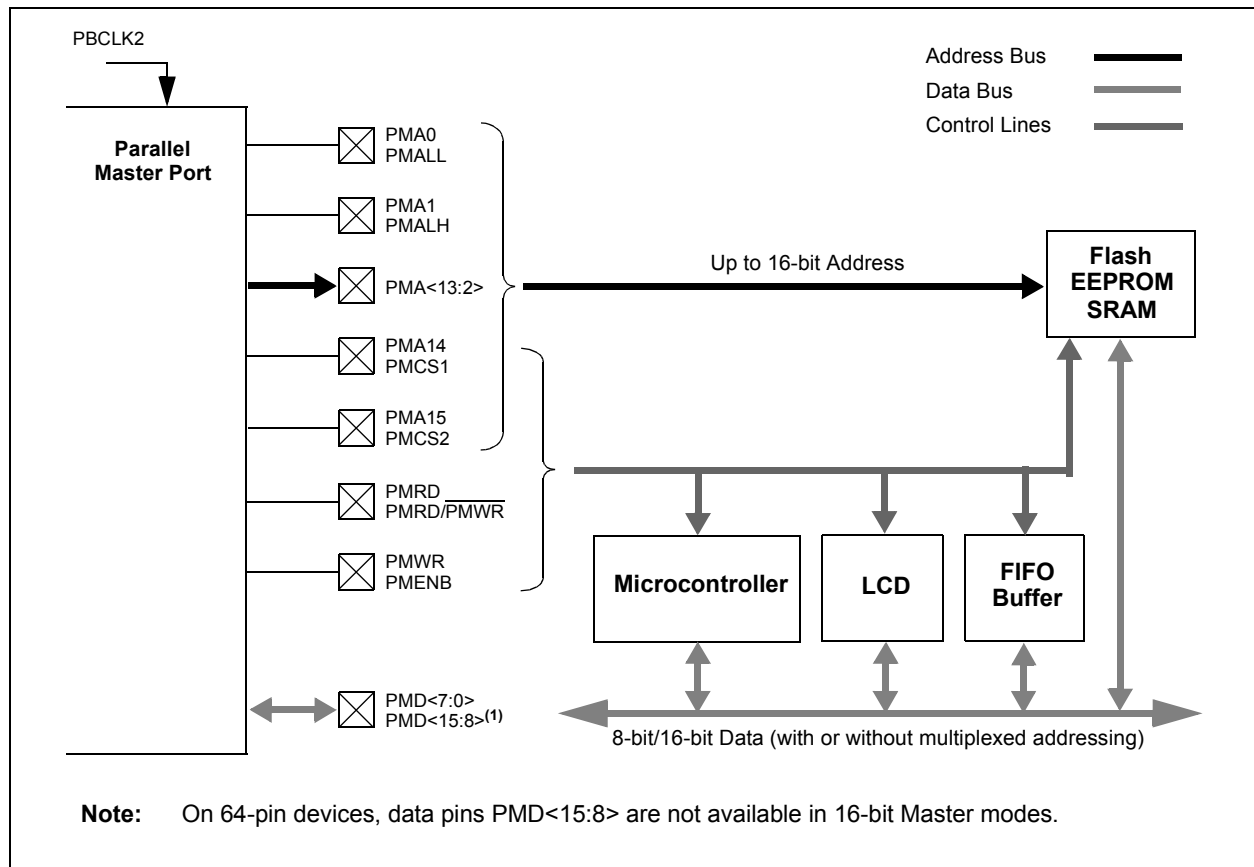 PBCLK2
Address Bus
Data Bus
Control Lines
Parallel
Master Port
PMA0
PMALL
PMA1
PMALH
PMA<13:2>
PMA14
PMCS1
PMA15
PMCS2
PMRD
PMRD/PMWR
PMWR
PMENB
PMD<7:0>
PMD<15:8>(1)
Up to 16-bit Address
Flash
EEPROM
SRAM
Microcontroller
LCD
FIFO
Buffer
8-bit/16-bit Data (with or without multiplexed addressing)
Note: On 64-pin devices, data pins PMD<15:8> are not available in 16-bit Master modes.